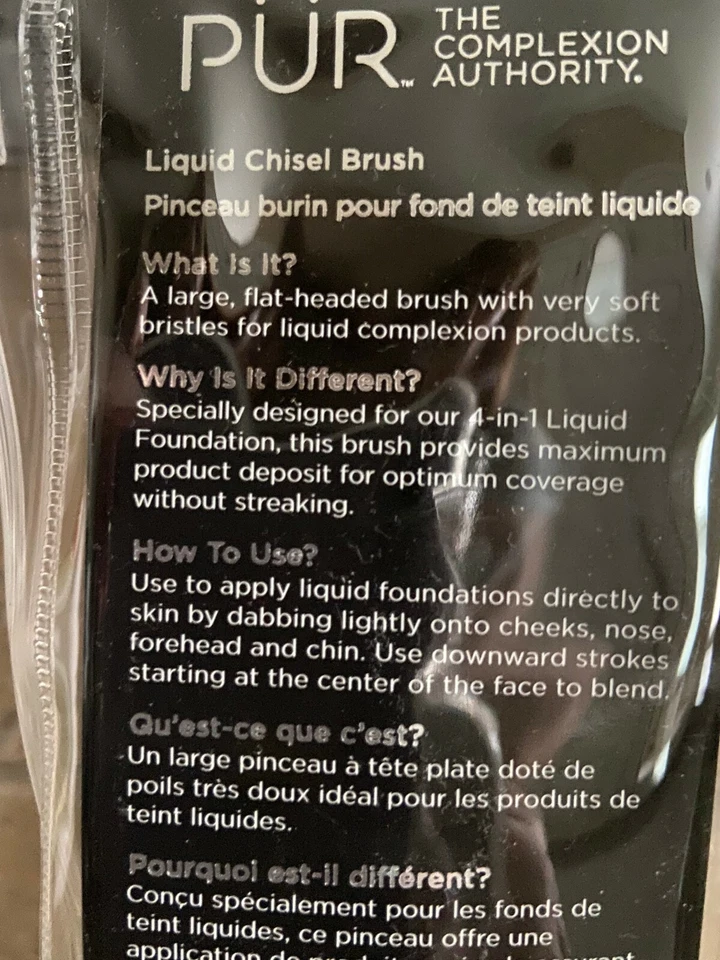 PÜR™ THE
COMPLEXION
AUTHORITY.
Liquid Chisel Brush
Pinceau burin pour fond de teint liquide
What Is It?
A large, flat-headed brush with very soft
bristles for liquid complexion products.
Why Is It Different?
Specially designed for our 4-in-1 Liquid
Foundation, this brush provides maximum
product deposit for optimum coverage
without streaking.
How To Use?
Use to apply liquid foundations directly to
skin by dabbing lightly onto cheeks, nose,
forehead and chin. Use downward strokes
starting at the center of the face to blend.
Qu'est-ce que c'est?
Un large pinceau à tête plate doté de
poils très doux idéal pour les produits de
teint liquides.
Pourquoi est-il différent?
Conçu spécialement pour les fonds de
teint liquides, ce pinceau offre une
application de